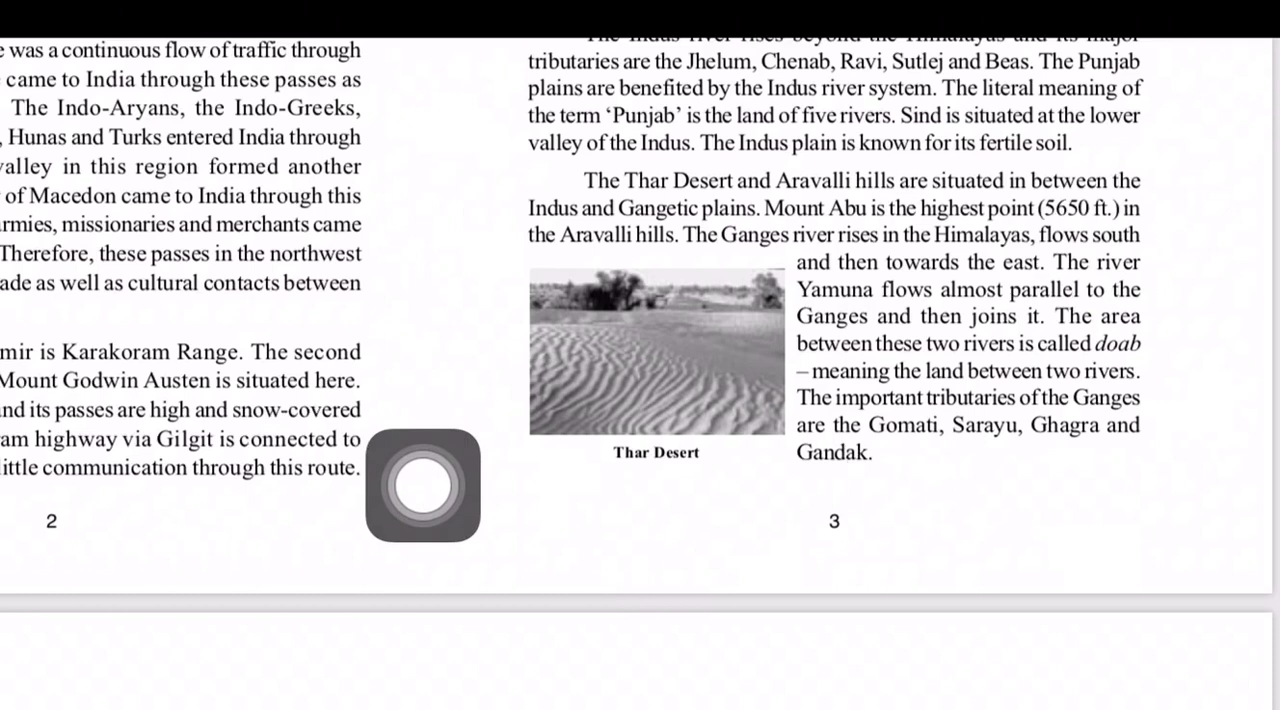 e was a continuous flow of traffic through
came to India through these passes as
The Indo-Aryans, the Indo-Greeks,
, Hunas and Turks entered India through
valley in this region formed another
of Macedon came to India through this
rmies, missionaries and merchants came
Therefore, these passes in the northwest
ade as well as cultural contacts between
mir is Karakoram Range. The second
Mount Godwin Austen is situated here.
nd its passes are high and snow-covered
am highway via Gilgit is connected to
little communication through this route.
2
The Indus river rises beyond the Himalayas and its major
tributaries are the Jhelum, Chenab, Ravi, Sutlej and Beas. The Punjab
plains are benefited by the Indus river system. The literal meaning of
the term ‘Punjab’ is the land of five rivers. Sind is situated at the lower
valley of the Indus. The Indus plain is known for its fertile soil.
The Thar Desert and Aravalli hills are situated in between the
Indus and Gangetic plains. Mount Abu is the highest point (5650 ft.) in
the Aravalli hills. The Ganges river rises in the Himalayas, flows south
and then towards the east. The river
Yamuna flows almost parallel to the
Ganges and then joins it. The area
between these two rivers is called doab
– meaning the land between two rivers.
The important tributaries of the Ganges
are the Gomati, Sarayu, Ghagra and
Gandak.
Thar Desert
3